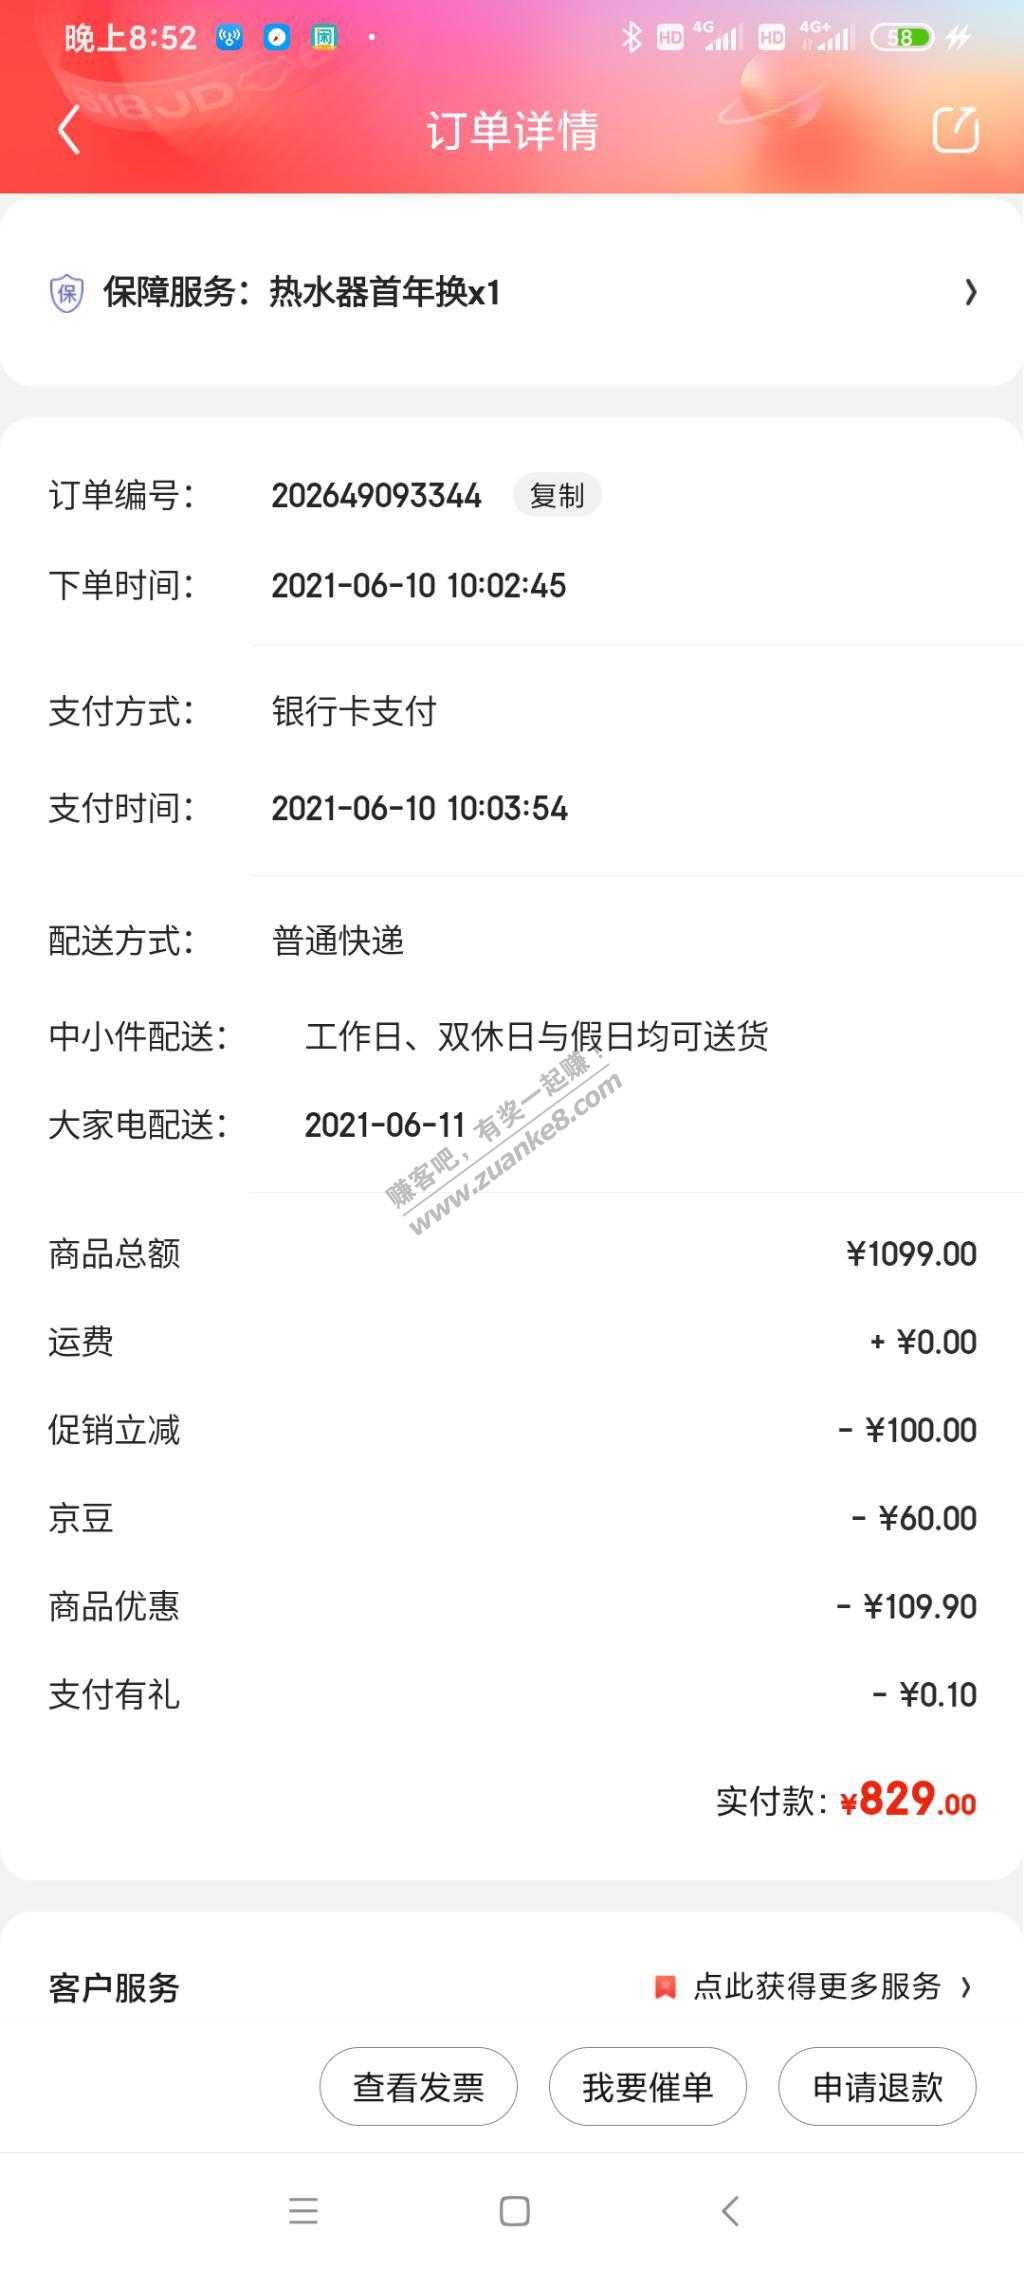 晚上8:52
HD 4G HD 4G+ 58
618JD
订单详情
保 保障服务：热水器首年换x1
订单编号： 202649093344 复制
下单时间： 2021-06-10 10:02:45
支付方式： 银行卡支付
支付时间： 2021-06-10 10:03:54
配送方式： 普通快递
中小件配送： 工作日、双休日与假日均可送货
大家电配送： 2021-06-11
赚客吧，有奖一起赚！
www.zuanke8.com
商品总额 ¥1099.00
运费 + ¥0.00
促销立减 - ¥100.00
京豆 - ¥60.00
商品优惠 - ¥109.90
支付有礼 - ¥0.10
实付款：¥829.00
客户服务 点此获得更多服务
查看发票 我要催单 申请退款